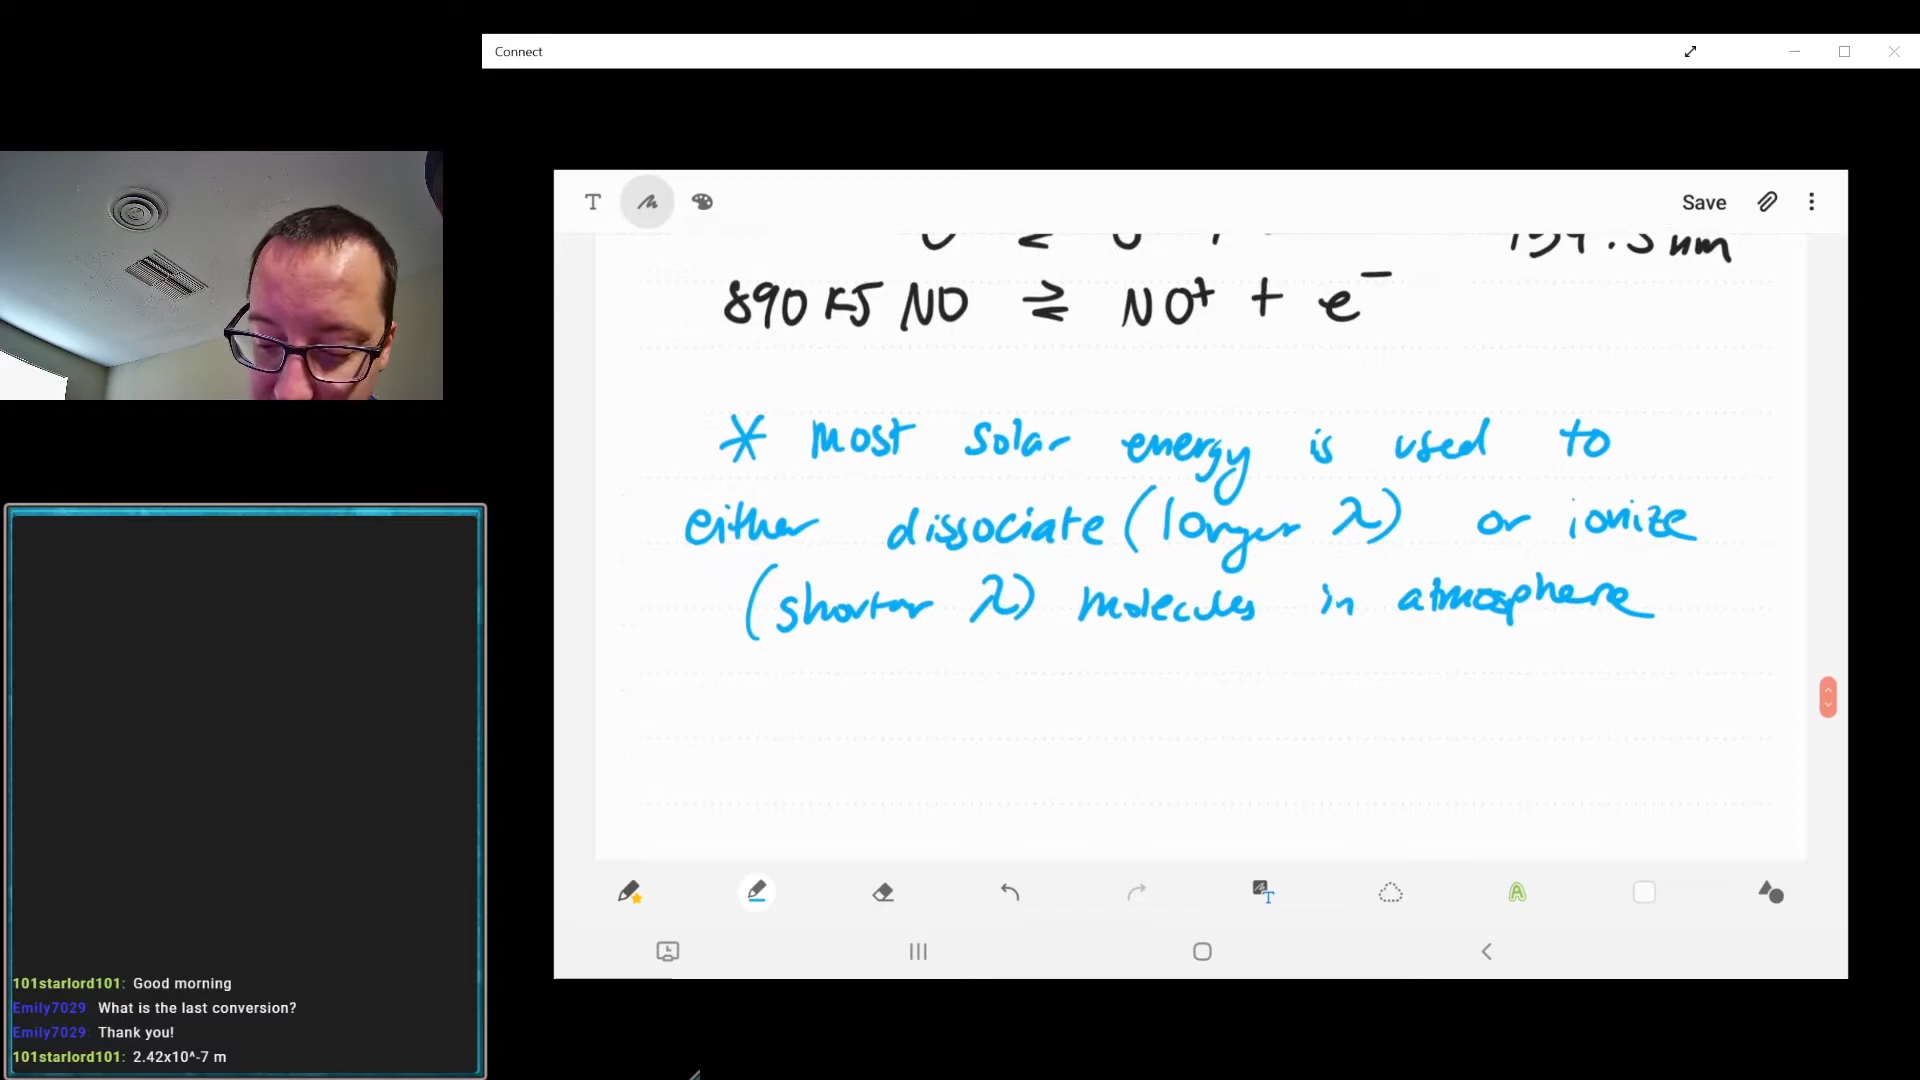 Connect
Save
890 kJ NO ⇌ NO⁺ + e⁻
* Most solar energy is used to
either dissociate (longer λ) or ionize
(shorter λ) molecules in atmosphere
101starlord101: Good morning
Emily7029: What is the last conversion?
Emily7029: Thank you!
101starlord101: 2.42x10^-7 m